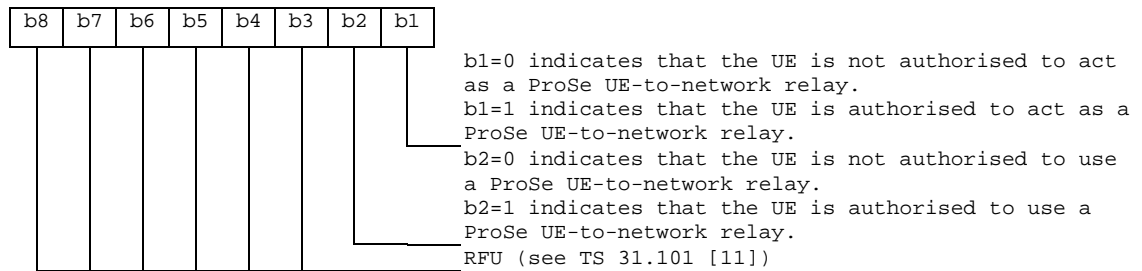 b8 b7 b6 b5 b4 b3 b2 b1
b1=0 indicates that the UE is not authorised to act
as a ProSe UE-to-network relay.
b1=1 indicates that the UE is authorised to act as a
ProSe UE-to-network relay.
b2=0 indicates that the UE is not authorised to use
a ProSe UE-to-network relay.
b2=1 indicates that the UE is authorised to use a
ProSe UE-to-network relay.
RFU (see TS 31.101 [11])